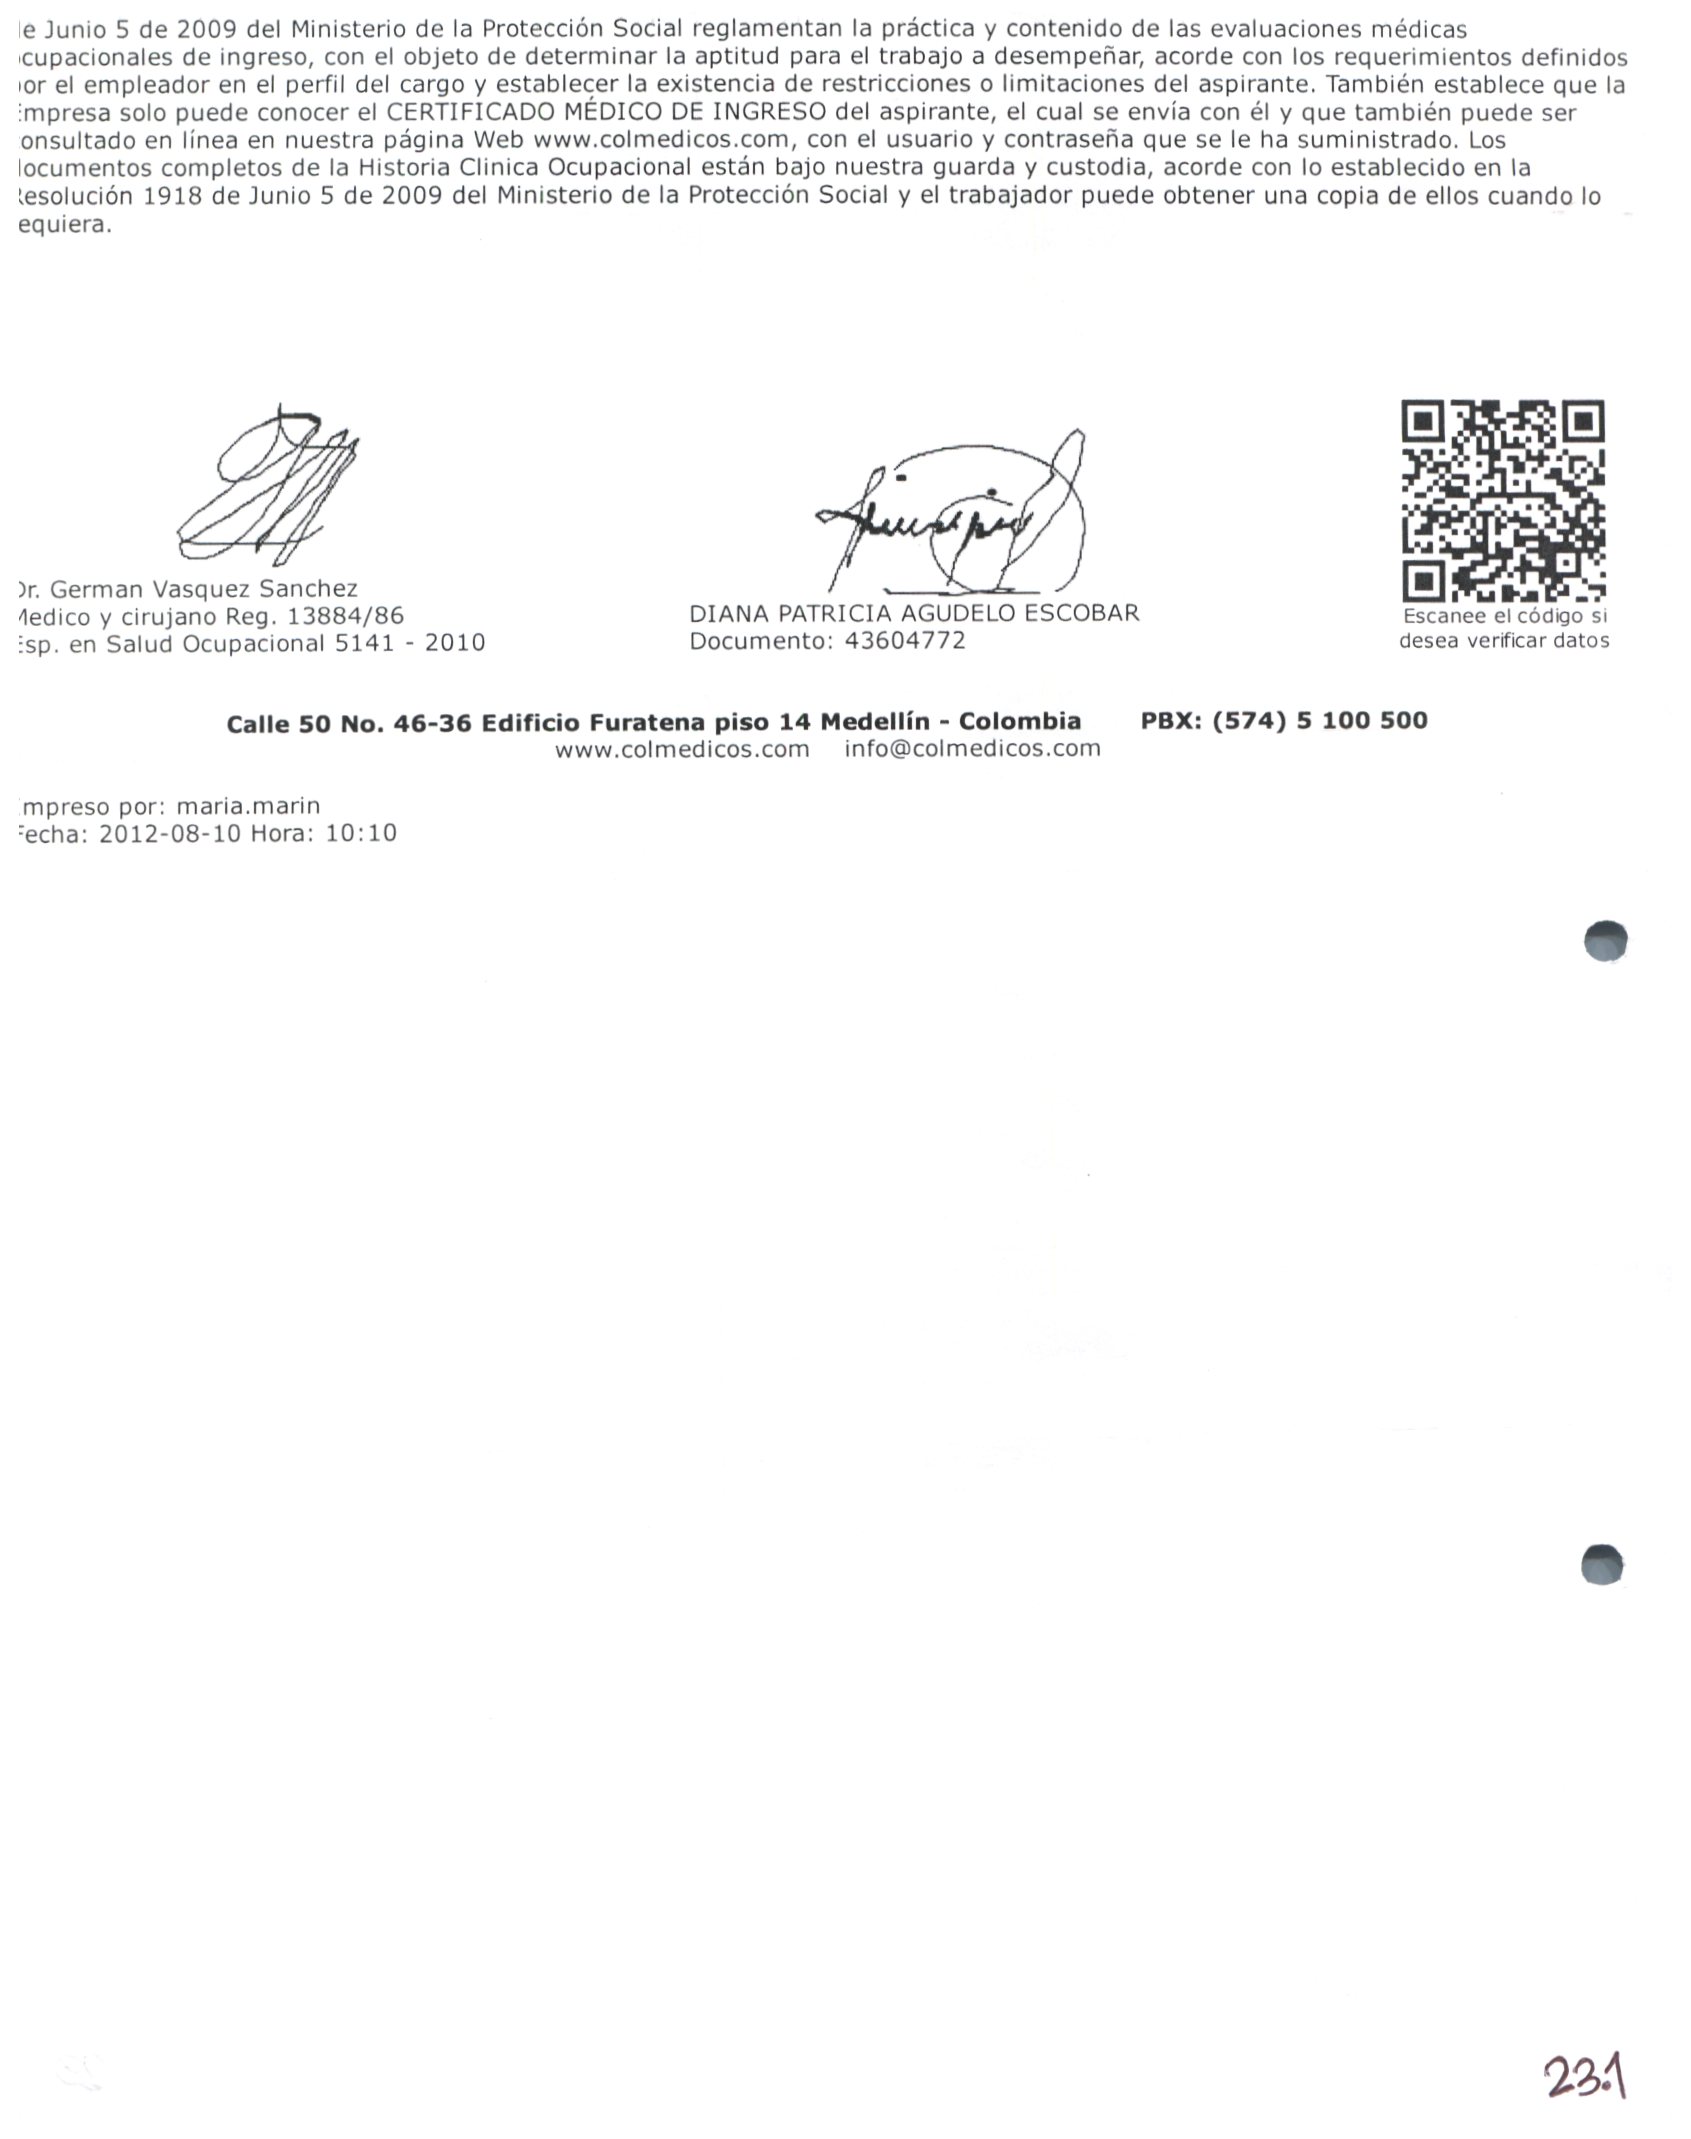 e Junio 5 de 2009 del Ministerio de la Protección Social reglamentan la práctica y contenido de las evaluaciones médicas
cupacionales de ingreso, con el objeto de determinar la aptitud para el trabajo a desempeñar, acorde con los requerimientos definidos
or el empleador en el perfil del cargo y establecer la existencia de restricciones o limitaciones del aspirante. También establece que la
mpresa solo puede conocer el CERTIFICADO MÉDICO DE INGRESO del aspirante, el cual se envía con él y que también puede ser
onsultado en línea en nuestra página Web www.colmedicos.com, con el usuario y contraseña que se le ha suministrado. Los
ocumentos completos de la Historia Clinica Ocupacional están bajo nuestra guarda y custodia, acorde con lo establecido en la
esolución 1918 de Junio 5 de 2009 del Ministerio de la Protección Social y el trabajador puede obtener una copia de ellos cuando lo
equiera.
Dr. German Vasquez Sanchez
Medico y cirujano Reg. 13884/86
Esp. en Salud Ocupacional 5141 - 2010
DIANA PATRICIA AGUDELO ESCOBAR
Documento: 43604772
Escanee el código si
desea verificar datos
Calle 50 No. 46-36 Edificio Furatena piso 14 Medellín - Colombia PBX: (574) 5 100 500
www.colmedicos.com info@colmedicos.com
mpreso por: maria.marin
Fecha: 2012-08-10 Hora: 10:10
23.1